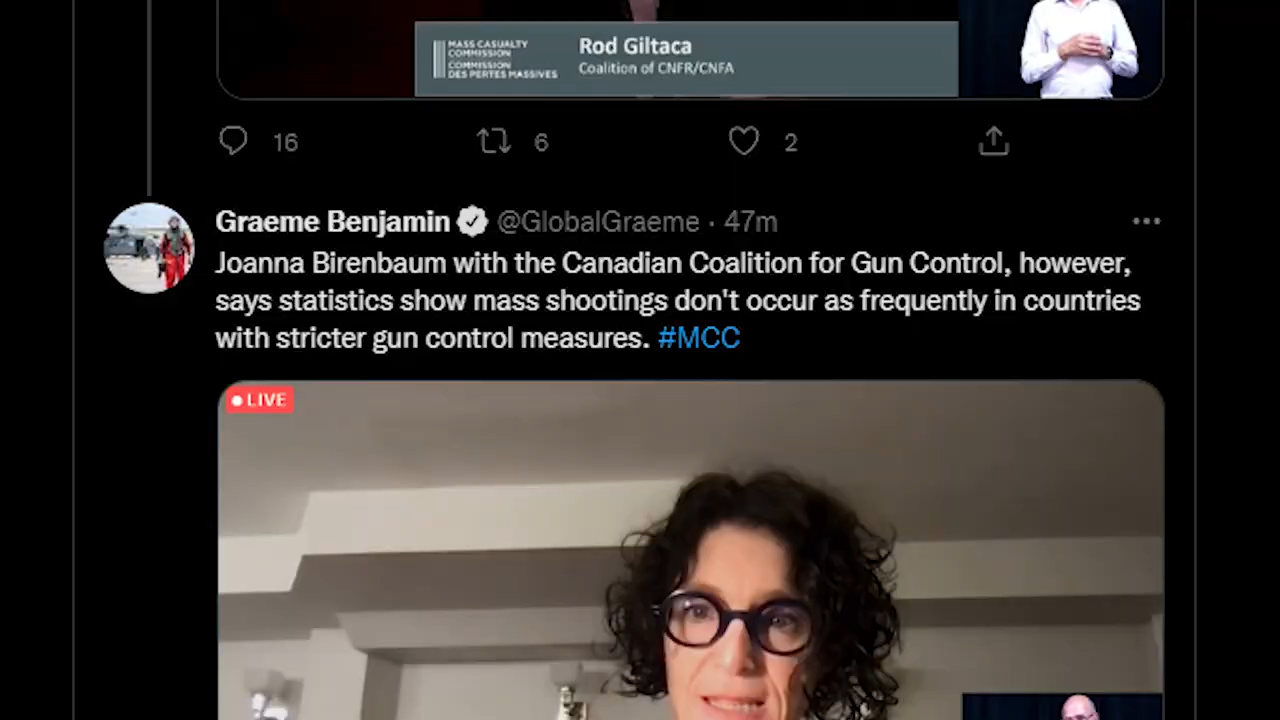 MASS CASUALTY
COMMISSION
COMMISSION
DES PERTES MASSIVES
Rod Giltaca
Coalition of CNFR/CNFA
16 6 2
Graeme Benjamin @GlobalGraeme · 47m
Joanna Birenbaum with the Canadian Coalition for Gun Control, however,
says statistics show mass shootings don't occur as frequently in countries
with stricter gun control measures. #MCC
LIVE